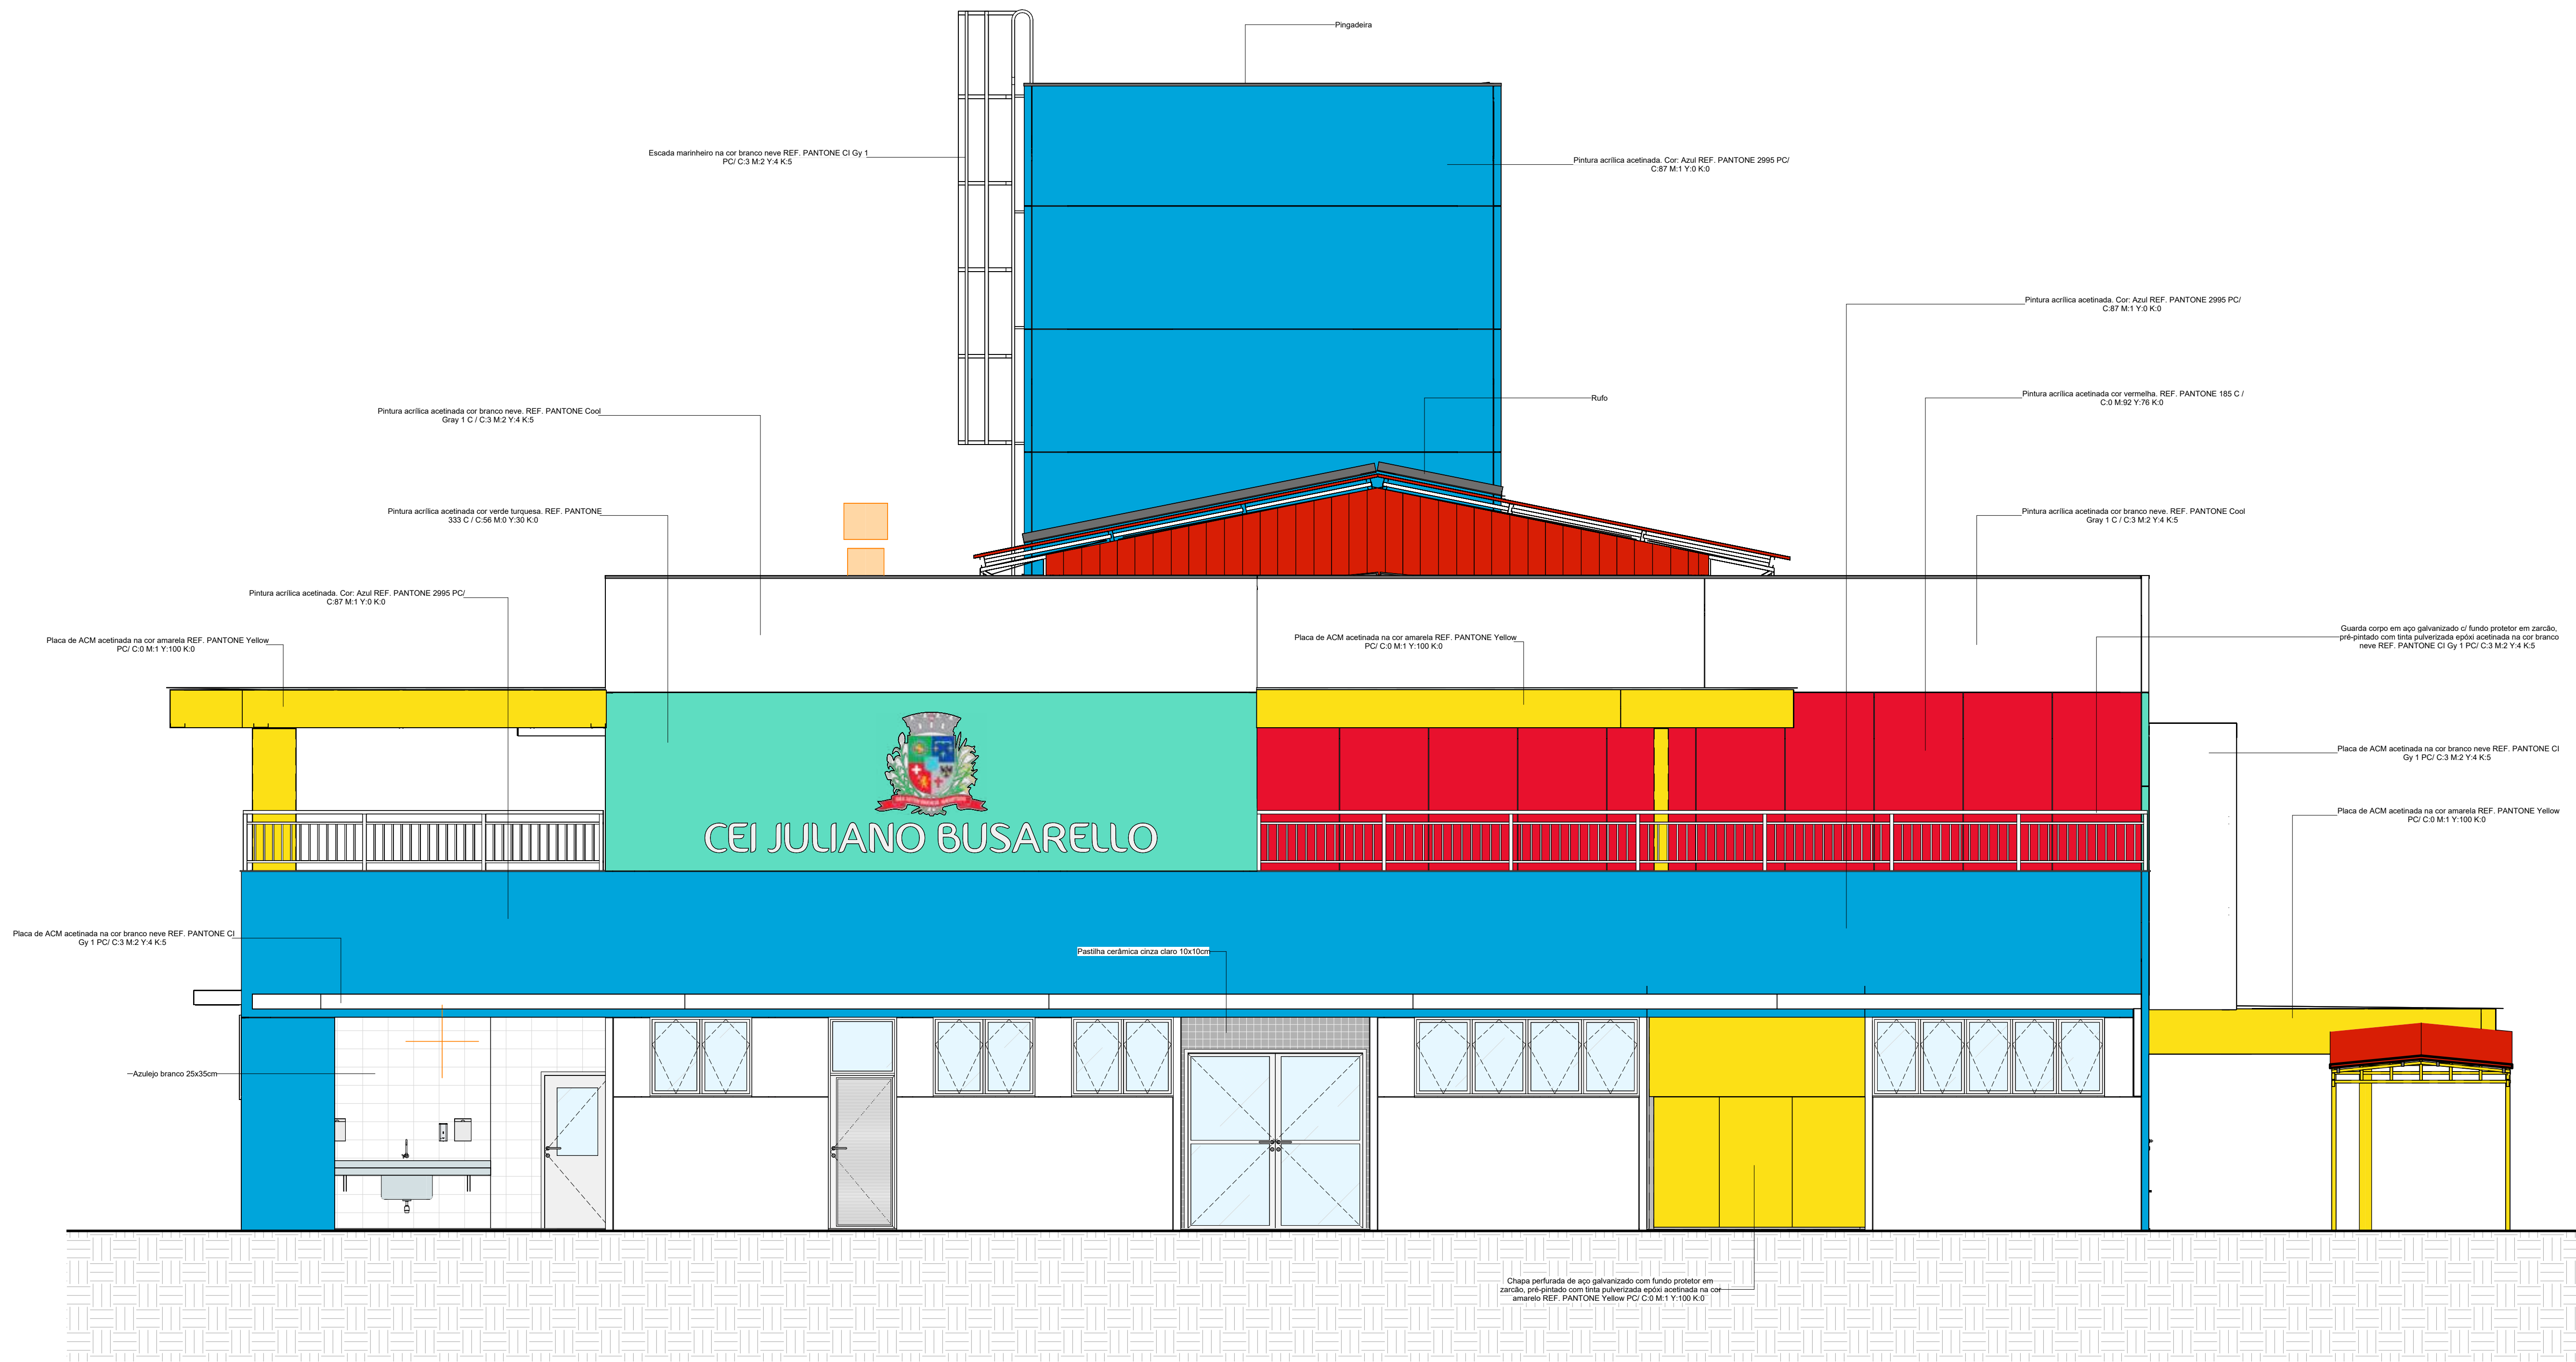 Pingadeira
Escada marinheiro na cor branco neve REF. PANTONE CI Gy 1
PC/ C:3 M:2 Y:4 K:5
Pintura acrílica acetinada. Cor: Azul REF. PANTONE 2995 PC/
C:87 M:1 Y:0 K:0
Pintura acrílica acetinada. Cor: Azul REF. PANTONE 2995 PC/
C:87 M:1 Y:0 K:0
Rufo
Pintura acrílica acetinada cor vermelha. REF. PANTONE 185 C /
C:0 M:92 Y:76 K:0
Pintura acrílica acetinada cor branco neve. REF. PANTONE Cool
Gray 1 C / C:3 M:2 Y:4 K:5
Pintura acrílica acetinada cor verde turquesa. REF. PANTONE
333 C / C:56 M:0 Y:30 K:0
Pintura acrílica acetinada cor branco neve. REF. PANTONE Cool
Gray 1 C / C:3 M:2 Y:4 K:5
Pintura acrílica acetinada. Cor: Azul REF. PANTONE 2995 PC/
C:87 M:1 Y:0 K:0
Placa de ACM acetinada na cor amarela REF. PANTONE Yellow
PC/ C:0 M:1 Y:100 K:0
Placa de ACM acetinada na cor amarela REF. PANTONE Yellow
PC/ C:0 M:1 Y:100 K:0
Guarda corpo em aço galvanizado c/ fundo protetor em zarcão,
pré-pintado com tinta pulverizada epóxi acetinada na cor branco
neve REF. PANTONE CI Gy 1 PC/ C:3 M:2 Y:4 K:5
Placa de ACM acetinada na cor branco neve REF. PANTONE CI
Gy 1 PC/ C:3 M:2 Y:4 K:5
Placa de ACM acetinada na cor amarela REF. PANTONE Yellow
PC/ C:0 M:1 Y:100 K:0
CEI JULIANO BUSARELLO
Placa de ACM acetinada na cor branco neve REF. PANTONE CI
Gy 1 PC/ C:3 M:2 Y:4 K:5
Pastilha cerâmica cinza claro 10x10cm
Azulejo branco 25x35cm
Chapa perfurada de aço galvanizado com fundo protetor em
zarcão, pré-pintado com tinta pulverizada epóxi acetinada na cor
amarelo REF. PANTONE Yellow PC/ C:0 M:1 Y:100 K:0